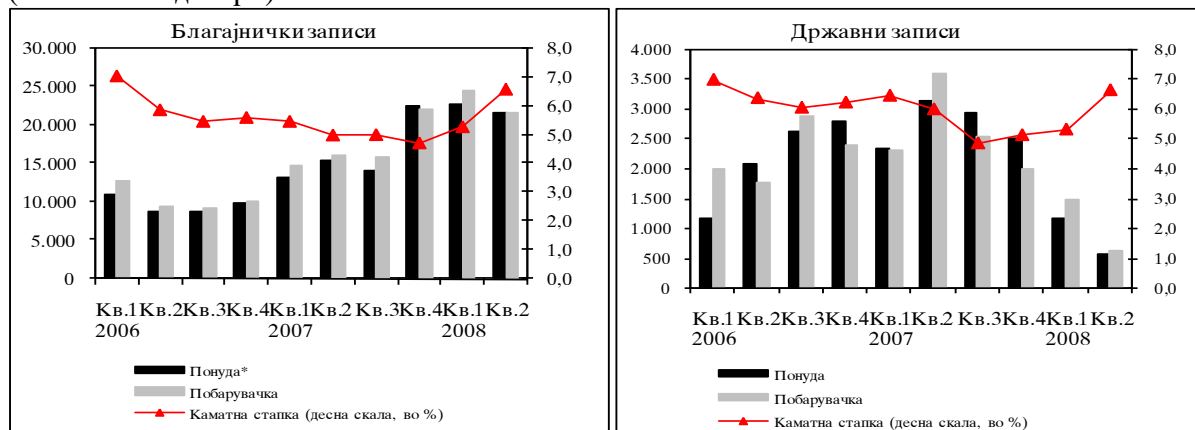 Благајнички записи
30.000
25.000
20.000
15.000
10.000
5.000
0
8,0
7,0
6,0
5,0
4,0
3,0
2,0
1,0
0,0
Кв.1 Кв.2 Кв.3 Кв.4 Кв.1 Кв.2 Кв.3 Кв.4 Кв.1 Кв.2
2006 2007 2008
Понуда*
Побарувачка
Каматна стапка (десна скала, во %)
Државни записи
4.000
3.500
3.000
2.500
2.000
1.500
1.000
500
0
8,0
7,0
6,0
5,0
4,0
3,0
2,0
1,0
0,0
Кв.1 Кв.2 Кв.3 Кв.4 Кв.1 Кв.2 Кв.3 Кв.4 Кв.1 Кв.2
2006 2007 2008
Понуда
Побарувачка
Каматна стапка (десна скала, во %)